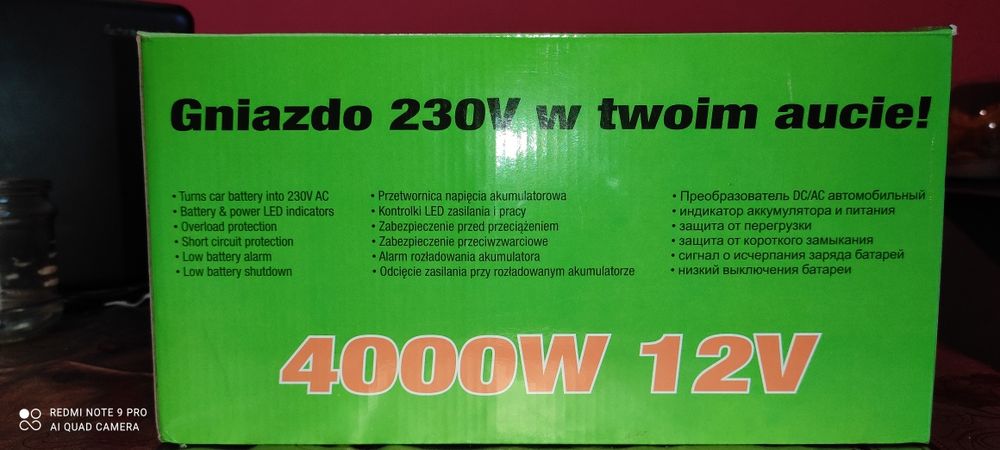 Gniazdo 230V w twoim aucie!
• Turns car battery into 230V AC
• Battery & power LED indicators
• Overload protection
• Short circuit protection
• Low battery alarm
• Low battery shutdown
• Przetwornica napięcia akumulatorowa
• Kontrolki LED zasilania i pracy
• Zabezpieczenie przed przeciążeniem
• Zabezpieczenie przeciwzwarciowe
• Alarm rozładowania akumulatora
• Odcięcie zasilania przy rozładowanym akumulatorze
• Преобразователь DC/AC автомобильный
• индикатор аккумулятора и питания
• защита от перегрузки
• защита от короткого замыкания
• сигнал о исчерпания заряда батарей
• низкий выключения батареи
4000W 12V
REDMI NOTE 9 PRO
AI QUAD CAMERA